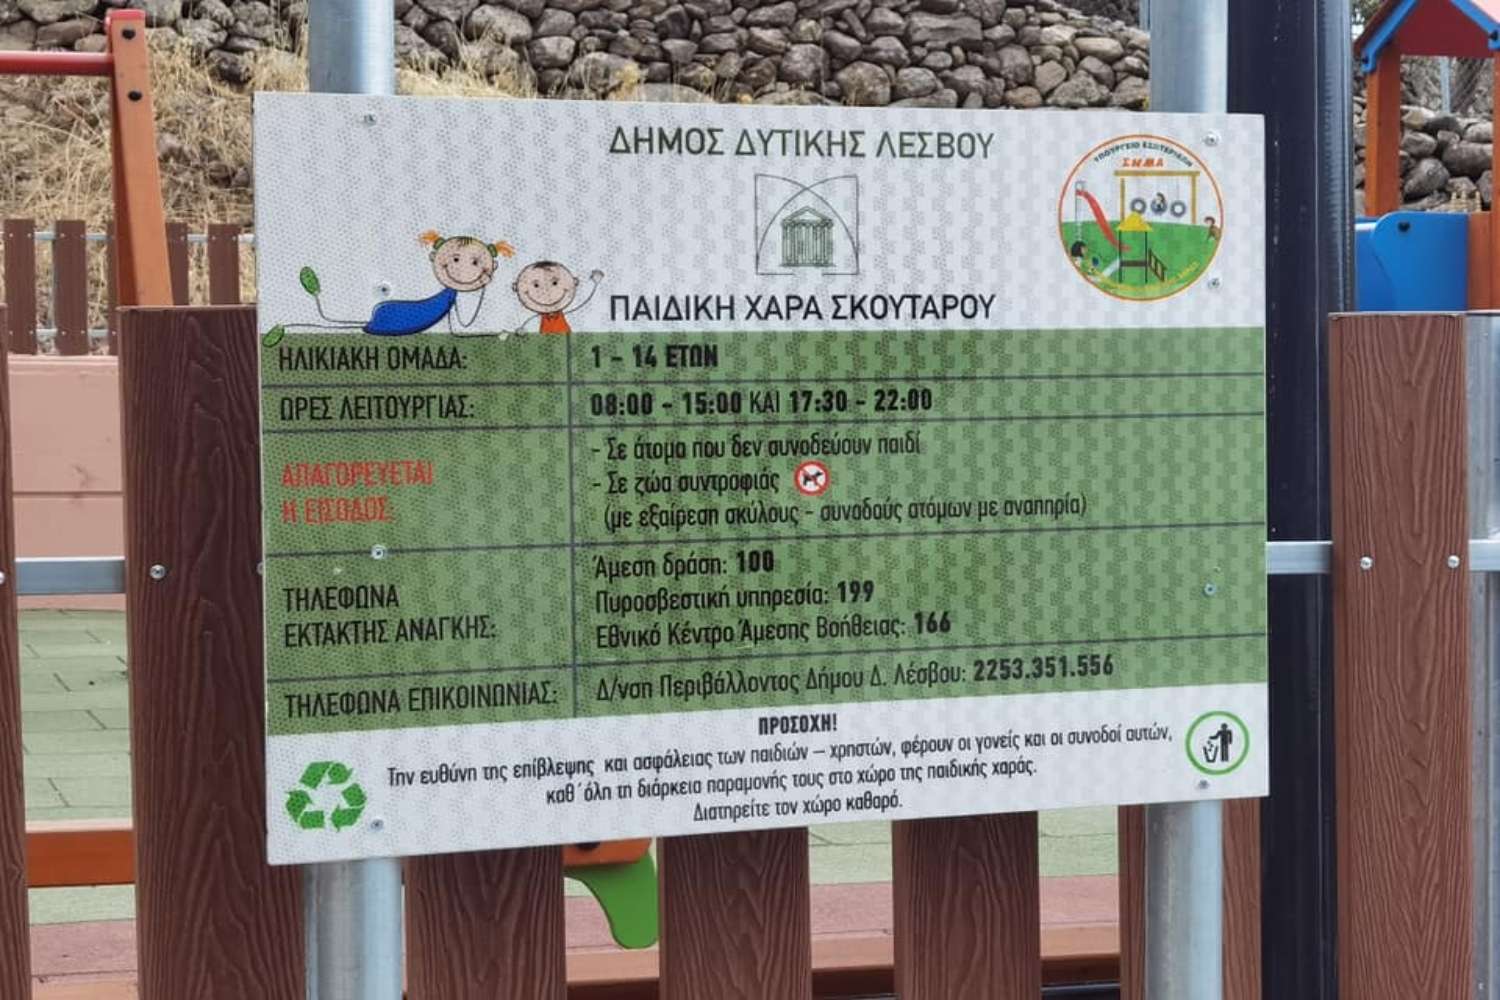 ΔΗΜΟΣ ΔΥΤΙΚΗΣ ΛΕΣΒΟΥ
ΥΠΟΥΡΓΕΙΟ ΕΣΩΤΕΡΙΚΩΝ
ΠΑΙΔΙΚΗ ΧΑΡΑ ΣΚΟΥΤΑΡΟΥ
ΗΛΙΚΙΑΚΗ ΟΜΑΔΑ: 1 - 14 ΕΤΩΝ
ΩΡΕΣ ΛΕΙΤΟΥΡΓΙΑΣ: 08:00 - 15:00 ΚΑΙ 17:30 - 22:00
ΑΠΑΓΟΡΕΥΕΤΑΙ
Η ΕΙΣΟΔΟΣ
- Σε άτομα που δεν συνοδεύουν παιδί
- Σε ζώα συντροφιάς
(με εξαίρεση σκύλους - συνοδούς ατόμων με αναπηρία)
ΤΗΛΕΦΩΝΑ
ΕΚΤΑΚΤΗΣ ΑΝΑΓΚΗΣ:
Άμεση δράση: 100
Πυροσβεστική υπηρεσία: 199
Εθνικό Κέντρο Άμεσης Βοήθειας: 166
ΤΗΛΕΦΩΝΑ ΕΠΙΚΟΙΝΩΝΙΑΣ: Δ/νση Περιβάλλοντος Δήμου Δ. Λέσβου: 2253.351.556
ΠΡΟΣΟΧΗ!
Την ευθύνη της επίβλεψης και ασφάλειας των παιδιών – χρηστών, φέρουν οι γονείς και οι συνοδοί αυτών,
καθ΄όλη τη διάρκεια παραμονής τους στο χώρο της παιδικής χαράς.
Διατηρείτε τον χώρο καθαρό.